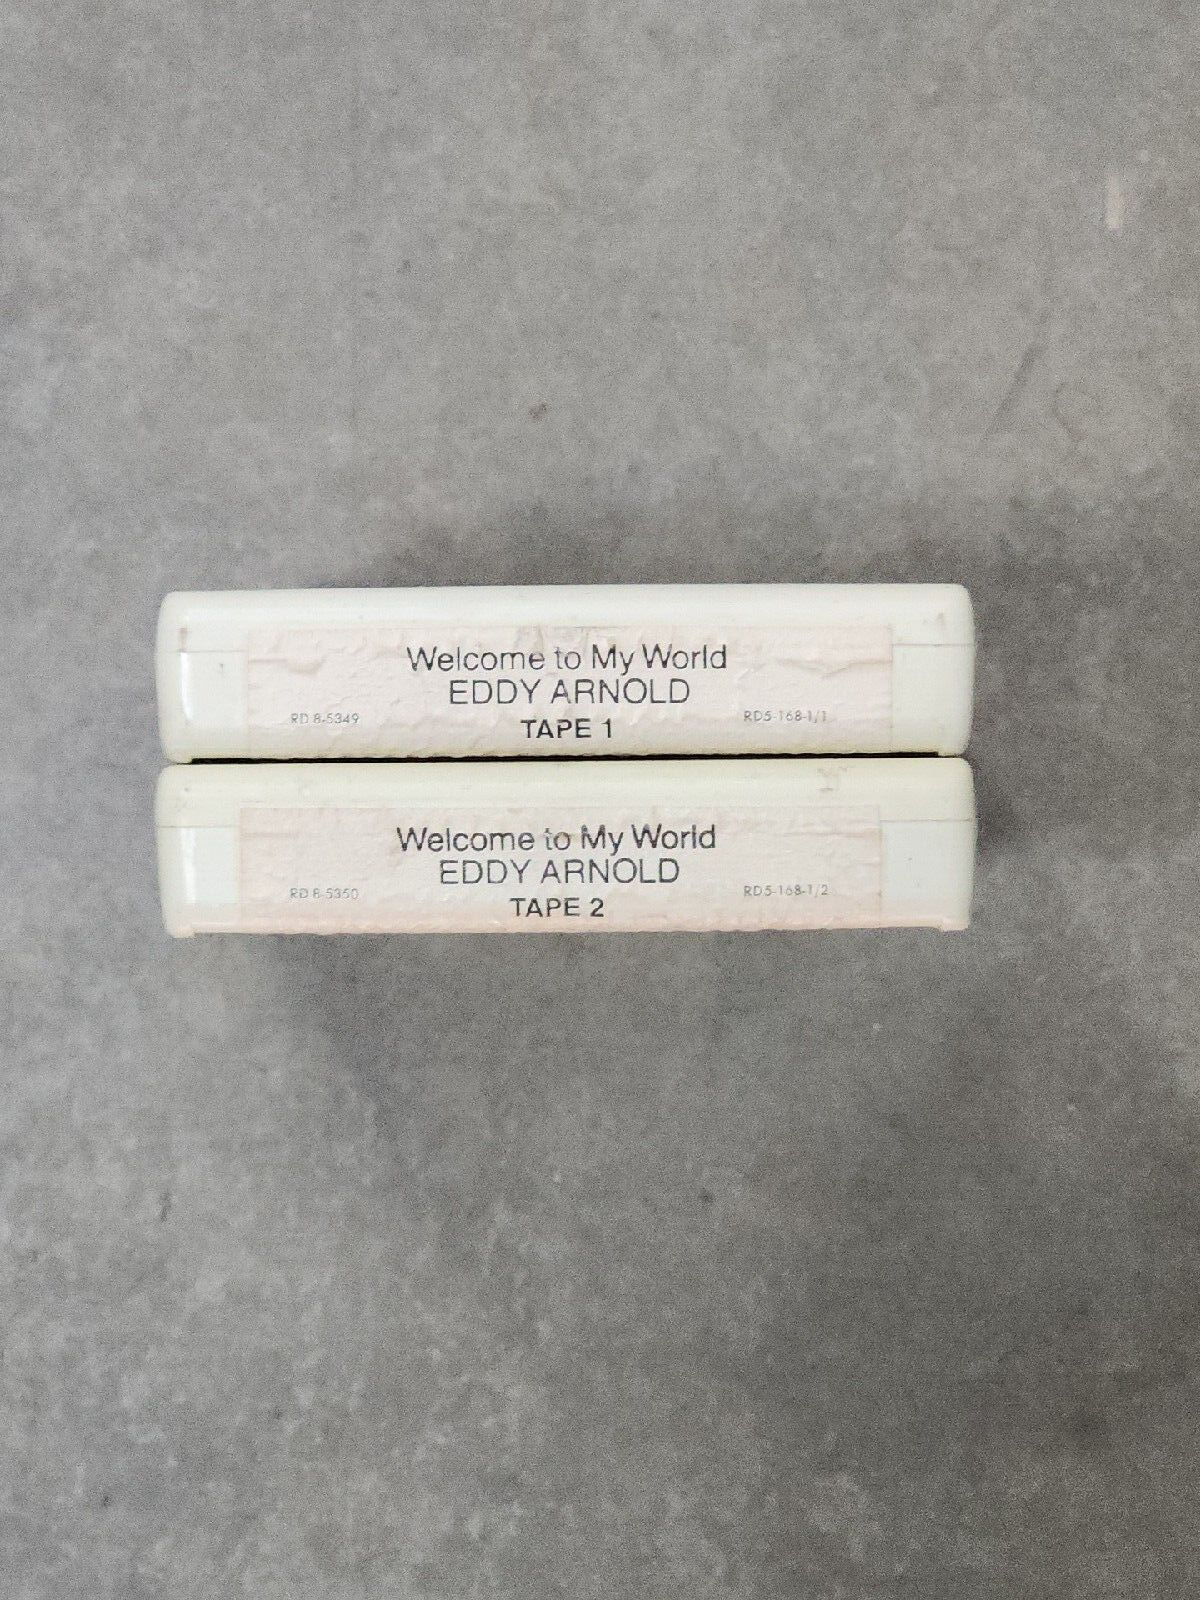 Welcome to My World
EDDY ARNOLD
RD 8-5349 TAPE 1 RD5-168-1/1
Welcome to My World
EDDY ARNOLD
RD 8-5350 TAPE 2 RD5-168-1/2